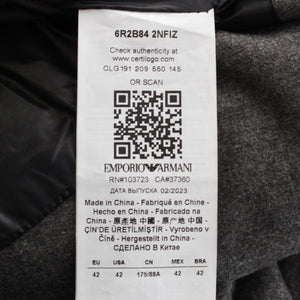 6R2B84 2NFIZ
Check authenticity at
www.certilogo.com
CLG 191 209 550 145
OR SCAN
EMPORIO ARMANI
RN#103723 CA#37360
ДАТА ВЫПУСКА 02/2023
Made in China - Fabriqué en Chine -
Hecho en China - Fabricado na
China - 原産地 中国 - 原产地 中国 -
ÇİN'DE ÜRETİLMİŞTİR - Vyrobeno v
Číně - Hergestellt in China -
СДЕЛАНО В Китае
EU USA CN MEX BRA
42 42 175/88A 42 42